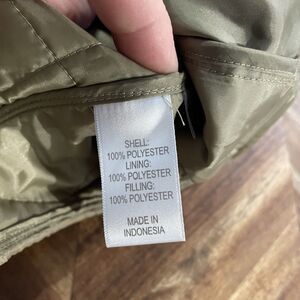 SHELL:
100% POLYESTER
LINING:
100% POLYESTER
FILLING:
100% POLYESTER
MADE IN
INDONESIA